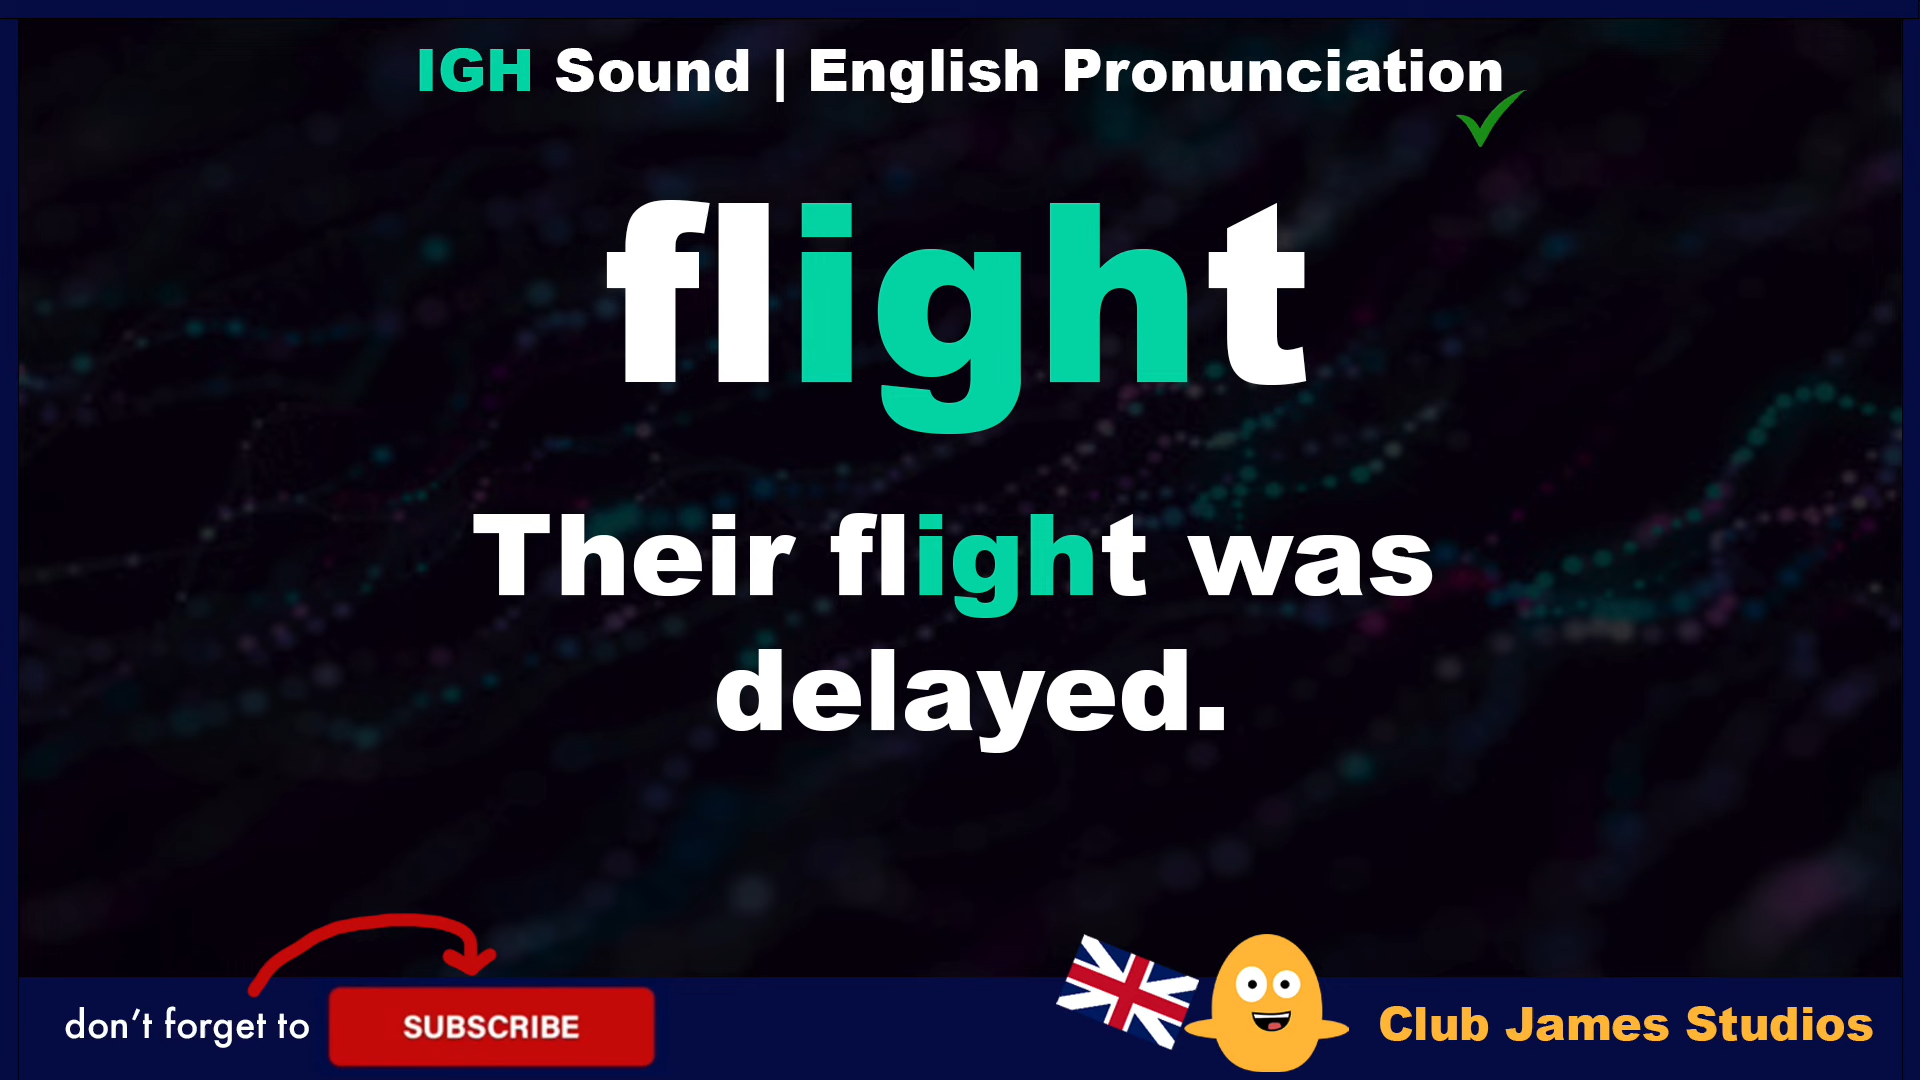 IGH Sound | English Pronunciation
flight
Their flight was
delayed.
don't forget to
SUBSCRIBE
Club James Studios